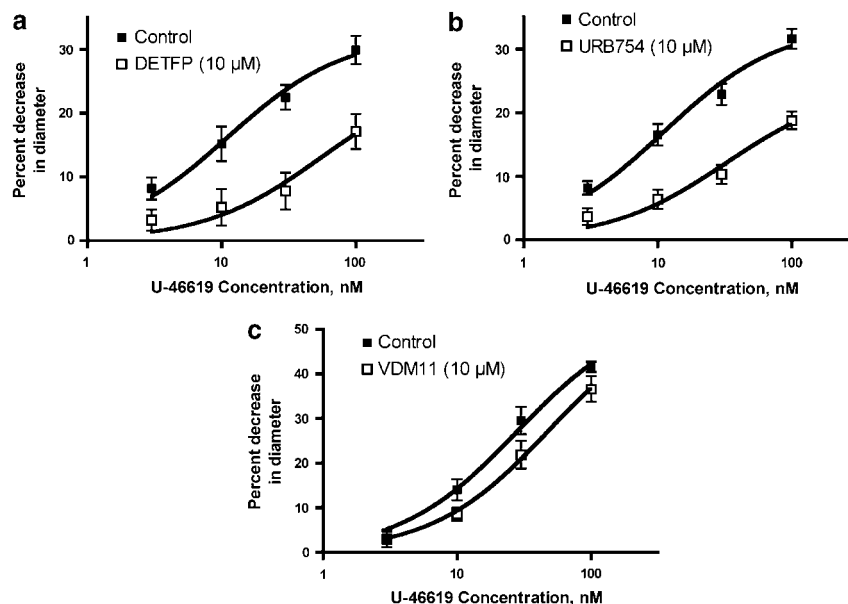 a
Control
DETFP (10 µM)
Percent decrease
in diameter
30
20
10
0
1
10
100
U-46619 Concentration, nM
b
Control
URB754 (10 µM)
Percent decrease
in diameter
30
20
10
0
1
10
100
U-46619 Concentration, nM
c
Control
VDM11 (10 µM)
Percent decrease
in diameter
50
40
30
20
10
0
1
10
100
U-46619 Concentration, nM